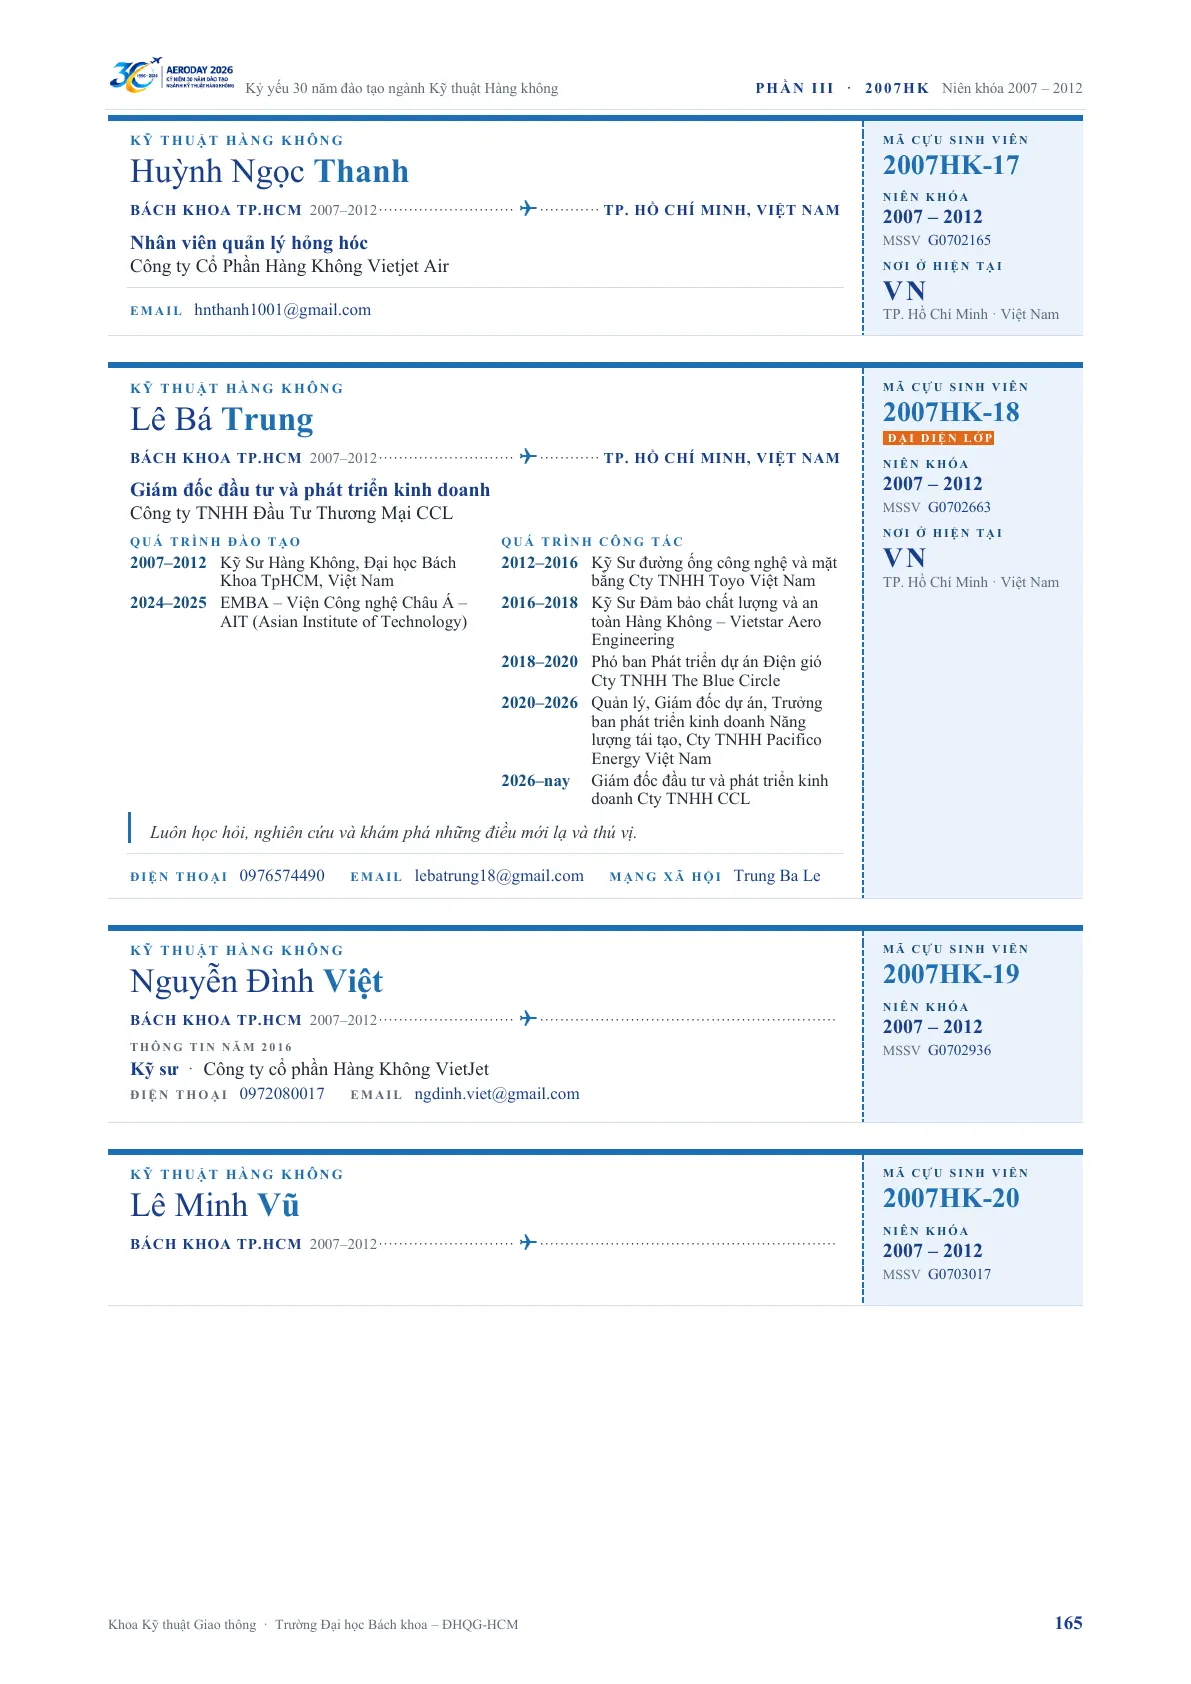 AERODAY 2026
KỶ NIỆM 30 NĂM ĐÀO TẠO
NGÀNH KỸ THUẬT HÀNG KHÔNG
Kỷ yếu 30 năm đào tạo ngành Kỹ thuật Hàng không
PHẦN III · 2007HK Niên khóa 2007 – 2012
KỸ THUẬT HÀNG KHÔNG
Huỳnh Ngọc Thanh
BÁCH KHOA TP.HCM 2007–2012 TP. HỒ CHÍ MINH, VIỆT NAM
Nhân viên quản lý hỏng hóc
Công ty Cổ Phần Hàng Không Vietjet Air
EMAIL hnthanh1001@gmail.com
MÃ CỰU SINH VIÊN
2007HK-17
NIÊN KHÓA
2007 – 2012
MSSV G0702165
NƠI Ở HIỆN TẠI
VN
TP. Hồ Chí Minh · Việt Nam
KỸ THUẬT HÀNG KHÔNG
Lê Bá Trung
BÁCH KHOA TP.HCM 2007–2012 TP. HỒ CHÍ MINH, VIỆT NAM
Giám đốc đầu tư và phát triển kinh doanh
Công ty TNHH Đầu Tư Thương Mại CCL
QUÁ TRÌNH ĐÀO TẠO
2007–2012 Kỹ Sư Hàng Không, Đại học Bách
Khoa TpHCM, Việt Nam
2024–2025 EMBA – Viện Công nghệ Châu Á –
AIT (Asian Institute of Technology)
QUÁ TRÌNH CÔNG TÁC
2012–2016 Kỹ Sư đường ống công nghệ và mặt
bằng Cty TNHH Toyo Việt Nam
2016–2018 Kỹ Sư Đảm bảo chất lượng và an
toàn Hàng Không – Vietstar Aero
Engineering
2018–2020 Phó ban Phát triển dự án Điện gió
Cty TNHH The Blue Circle
2020–2026 Quản lý, Giám đốc dự án, Trưởng
ban phát triển kinh doanh Năng
lượng tái tạo, Cty TNHH Pacifico
Energy Việt Nam
2026–nay Giám đốc đầu tư và phát triển kinh
doanh Cty TNHH CCL
Luôn học hỏi, nghiên cứu và khám phá những điều mới lạ và thú vị.
ĐIỆN THOẠI 0976574490 EMAIL lebatrung18@gmail.com MẠNG XÃ HỘI Trung Ba Le
MÃ CỰU SINH VIÊN
2007HK-18
ĐẠI DIỆN LỚP
NIÊN KHÓA
2007 – 2012
MSSV G0702663
NƠI Ở HIỆN TẠI
VN
TP. Hồ Chí Minh · Việt Nam
KỸ THUẬT HÀNG KHÔNG
Nguyễn Đình Việt
BÁCH KHOA TP.HCM 2007–2012
THÔNG TIN NĂM 2016
Kỹ sư · Công ty cổ phần Hàng Không VietJet
ĐIỆN THOẠI 0972080017 EMAIL ngdinh.viet@gmail.com
MÃ CỰU SINH VIÊN
2007HK-19
NIÊN KHÓA
2007 – 2012
MSSV G0702936
KỸ THUẬT HÀNG KHÔNG
Lê Minh Vũ
BÁCH KHOA TP.HCM 2007–2012
MÃ CỰU SINH VIÊN
2007HK-20
NIÊN KHÓA
2007 – 2012
MSSV G0703017
Khoa Kỹ thuật Giao thông · Trường Đại học Bách khoa – ĐHQG-HCM
165